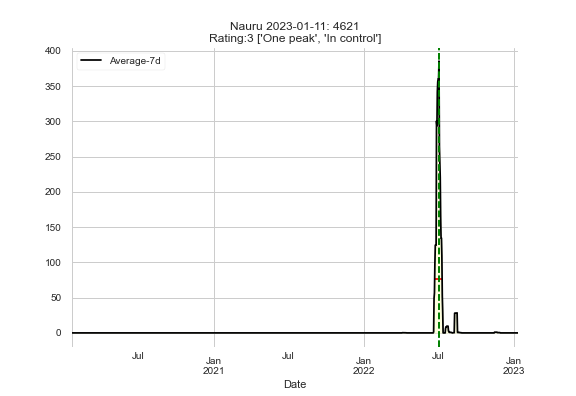 Nauru 2023-01-11: 4621
Rating:3 ['One peak', 'In control']
Average-7d
400
350
300
250
200
150
100
50
0
Jul
Jan
2021
Jul
Jan
2022
Jul
Jan
2023
Date